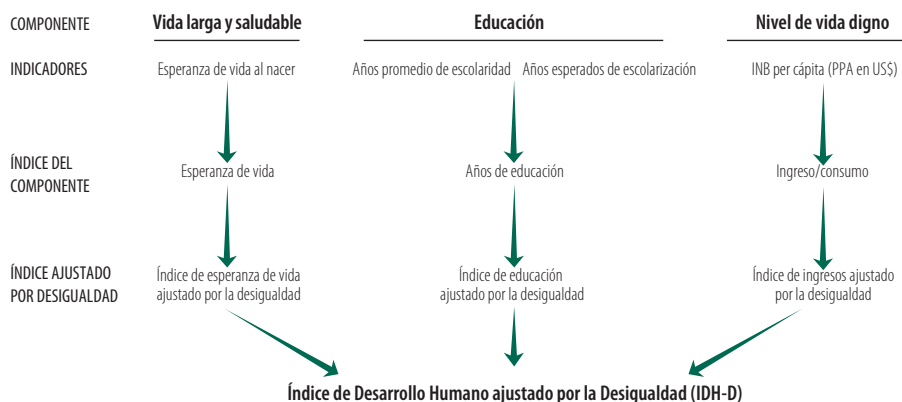 COMPONENTE Vida larga y saludable Educación Nivel de vida digno
INDICADORES Esperanza de vida al nacer Años promedio de escolaridad Años esperados de escolarización INB per cápita (PPA en US$)
ÍNDICE DEL
COMPONENTE
Esperanza de vida Años de educación Ingreso/consumo
ÍNDICE AJUSTADO
POR DESIGUALDAD
Índice de esperanza de vida
ajustado por la desigualdad
Índice de educación
ajustado por la desigualdad
Índice de ingresos ajustado
por la desigualdad
Índice de Desarrollo Humano ajustado por la Desigualdad (IDH-D)